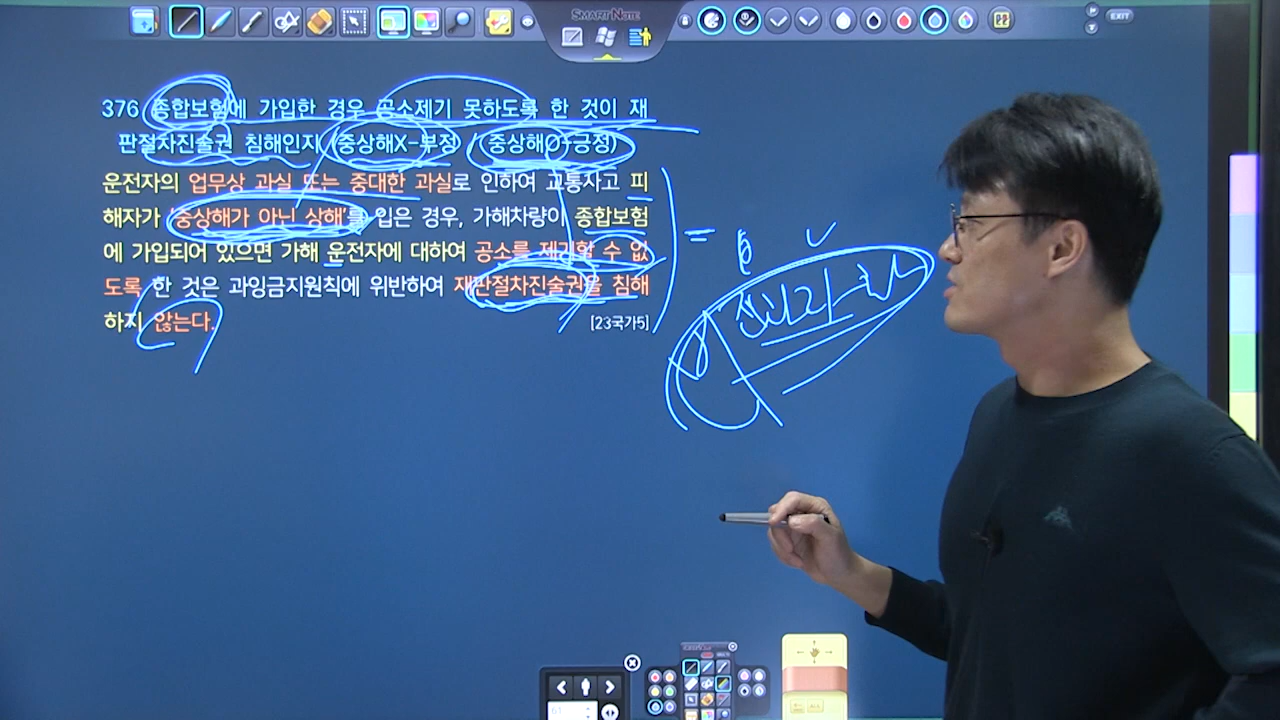 SMARTNOTE
EXIT
376 종합보험에 가입한 경우 공소제기 못하도록 한 것이 재
판절차진술권 침해인지 (중상해X-부정 / 중상해O-긍정)
운전자의 업무상 과실 또는 중대한 과실로 인하여 교통사고 피
해자가 '중상해가 아닌 상해'를 입은 경우, 가해차량이 종합보험
에 가입되어 있으면 가해 운전자에 대하여 공소를 제기할 수 없
도록 한 것은 과잉금지원칙에 위반하여 재판절차진술권을 침해
하지 않는다.
[23국가5]